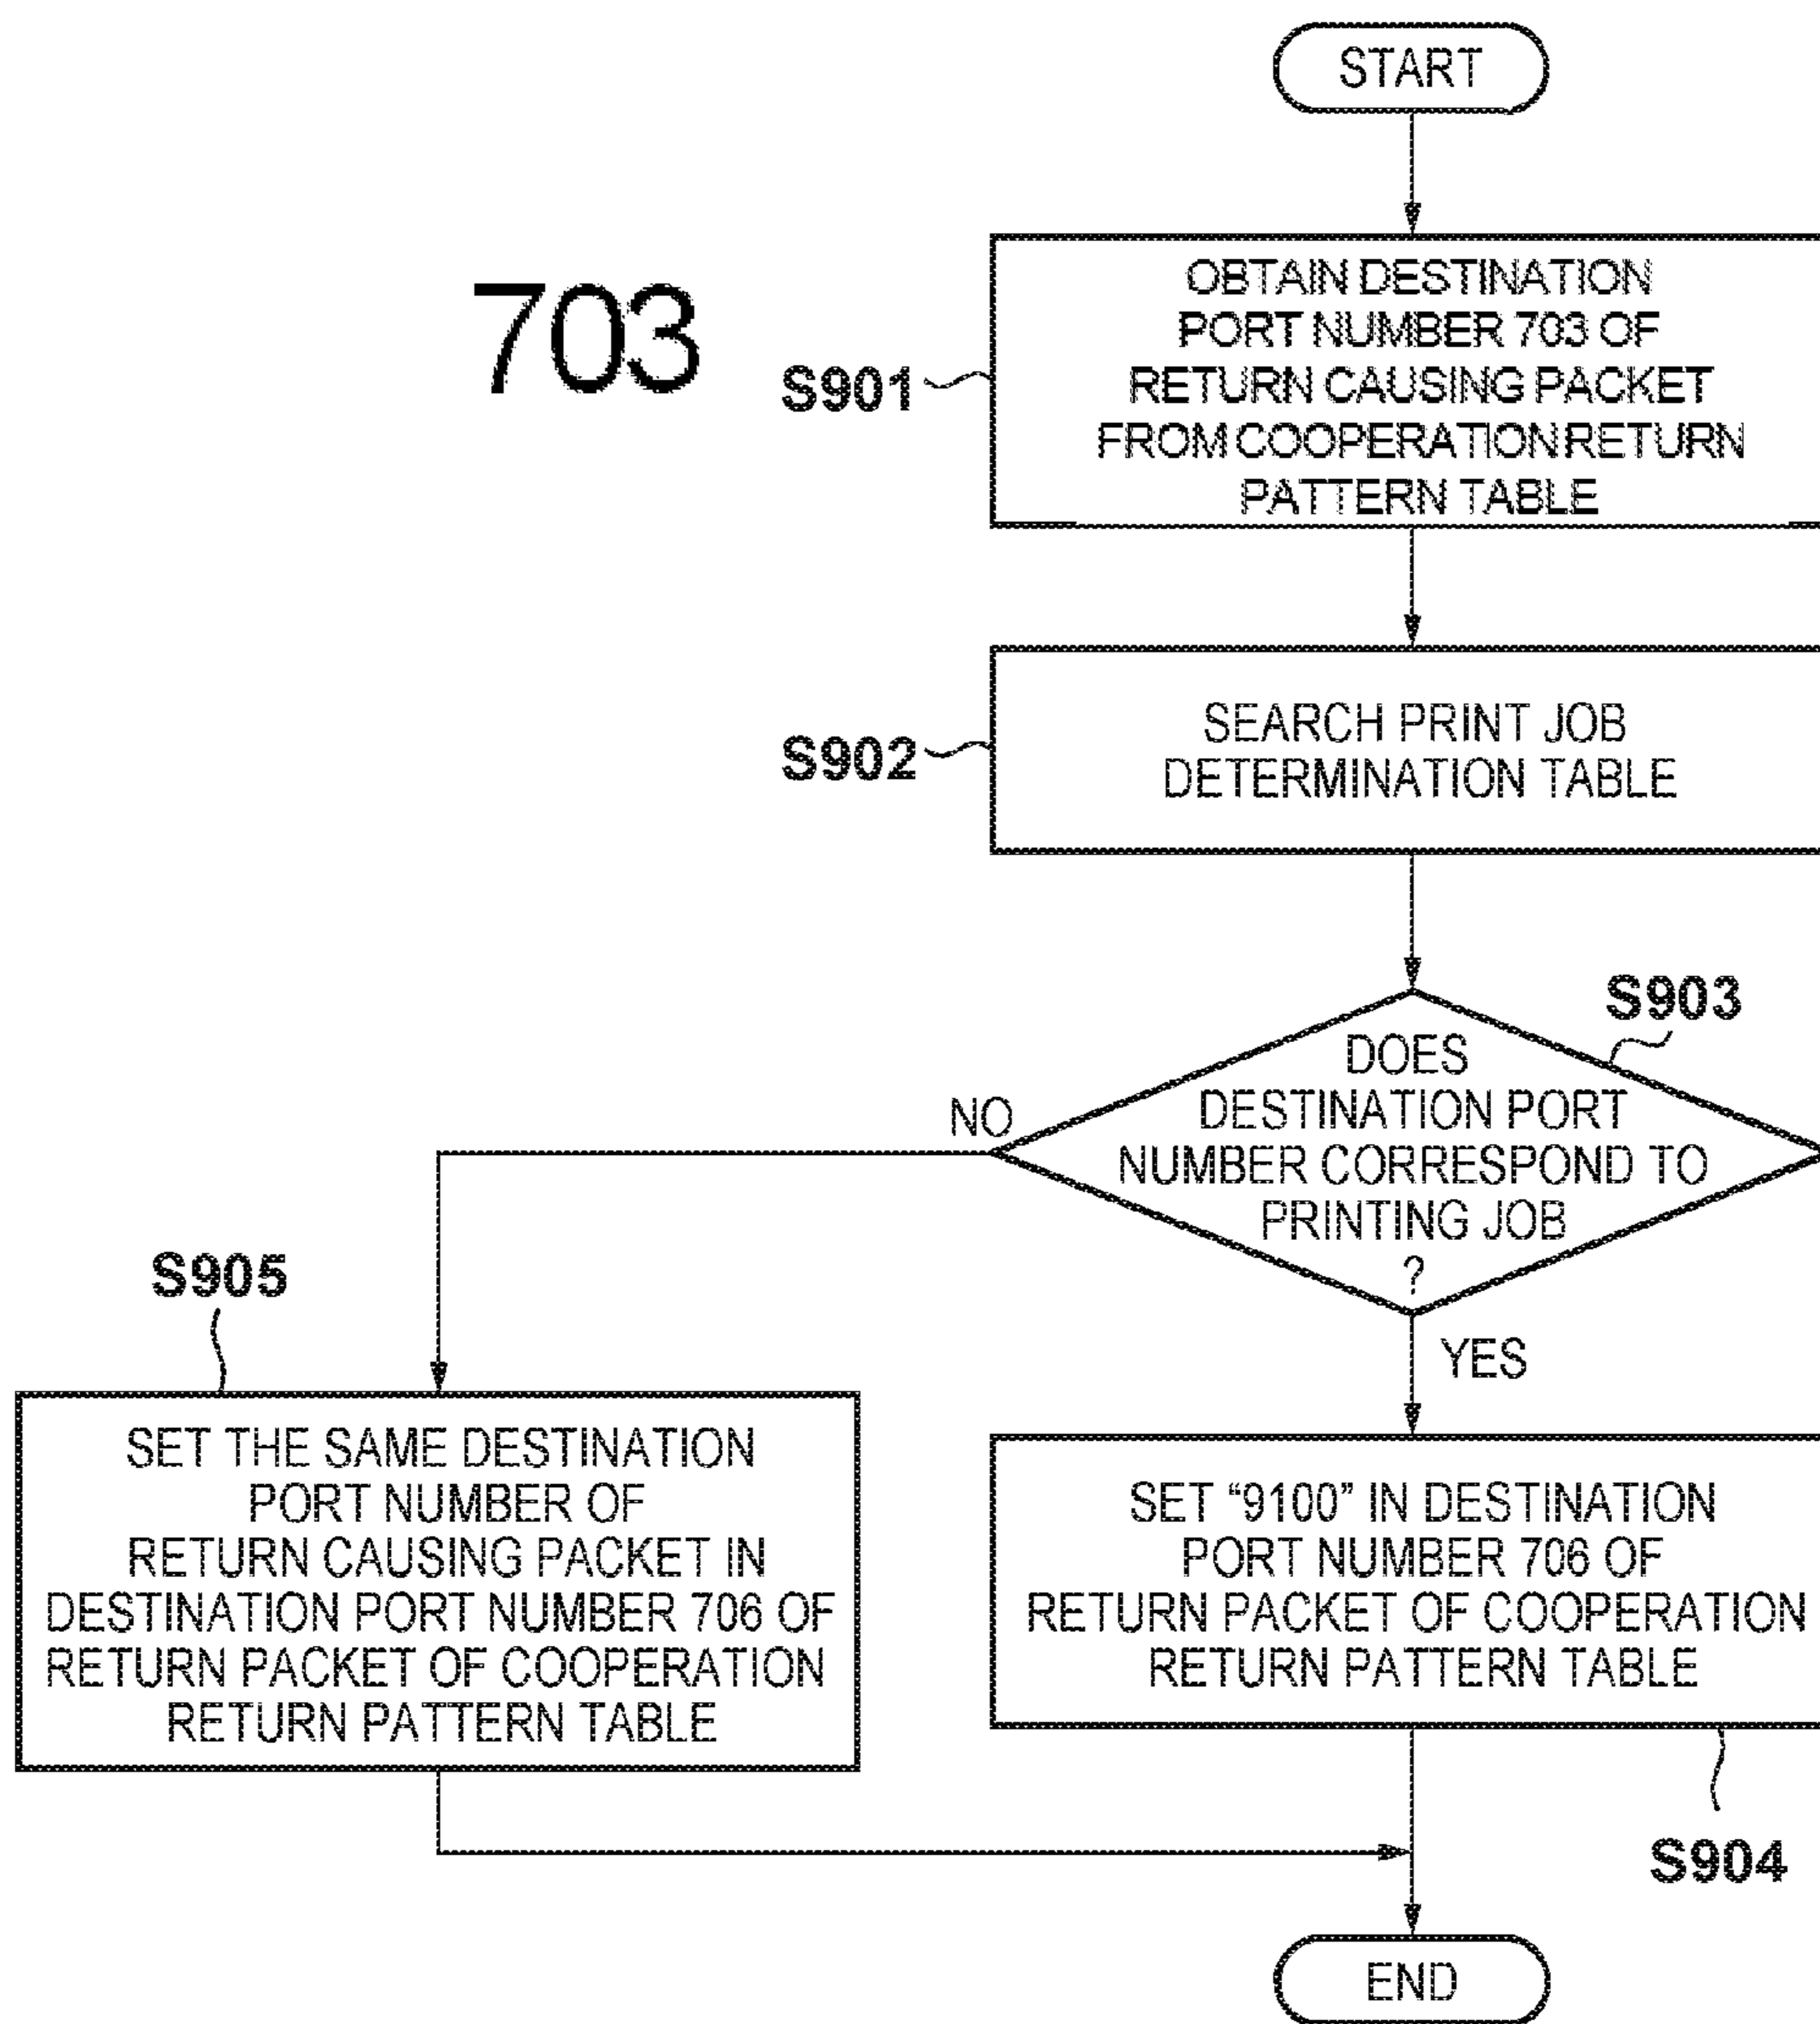 START
703
S901
OBTAIN DESTINATION
PORT NUMBER 703 OF
RETURN CAUSING PACKET
FROM COOPERATION RETURN
PATTERN TABLE
S902
SEARCH PRINT JOB
DETERMINATION TABLE
S903
DOES
DESTINATION PORT
NUMBER CORRESPOND TO
PRINTING JOB
?
NO
YES
S905
SET THE SAME DESTINATION
PORT NUMBER OF
RETURN CAUSING PACKET IN
DESTINATION PORT NUMBER 706 OF
RETURN PACKET OF COOPERATION
RETURN PATTERN TABLE
SET “9100” IN DESTINATION
PORT NUMBER 706 OF
RETURN PACKET OF COOPERATION
RETURN PATTERN TABLE
S904
END